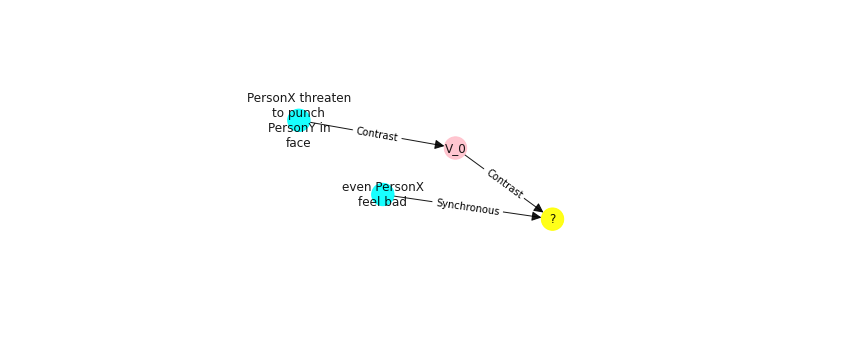 PersonX threaten
to punch
PersonY in
face
Contrast
V_0
Contrast
even PersonX
feel bad
Synchronous
?